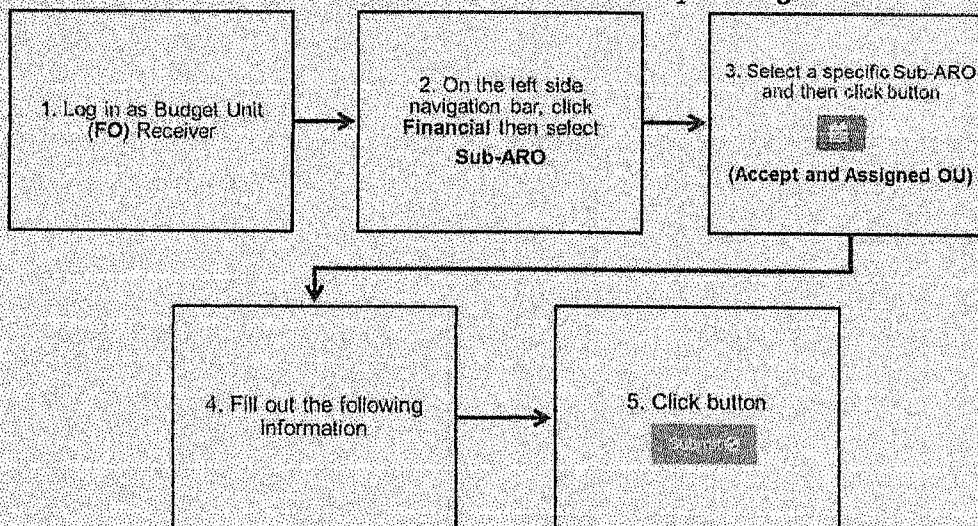 1. Log in as Budget Unit
(FO) Receiver
2. On the left side
navigation bar, click
Financial then select
Sub-ARO
3. Select a specific Sub-ARO
and then click button
(Accept and Assigned OU)
4. Fill out the following
information
5. Click button